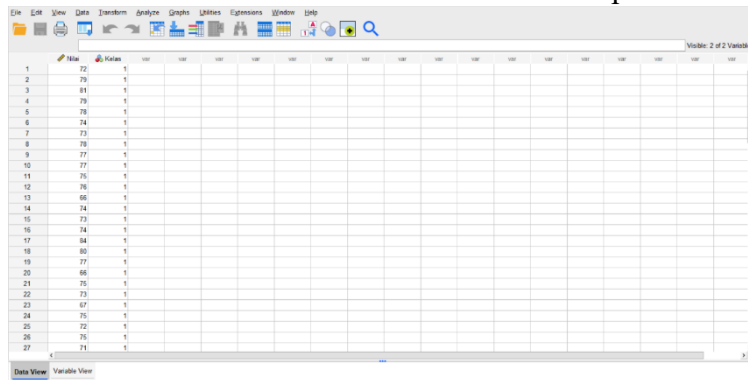 File Edit View Data Transform Analyze Graphs Utilities Extensions Window Help
Visible: 2 of 2 Variabl
Nilai Kelas var var var var var var var var var var var var var var var var var
1 72 1
2 79 1
3 81 1
4 79 1
5 78 1
6 74 1
7 73 1
8 78 1
9 77 1
10 77 1
11 75 1
12 76 1
13 66 1
14 74 1
15 73 1
16 74 1
17 84 1
18 80 1
19 77 1
20 66 1
21 75 1
22 73 1
23 67 1
24 75 1
25 72 1
26 75 1
27 71 1
Data View Variable View